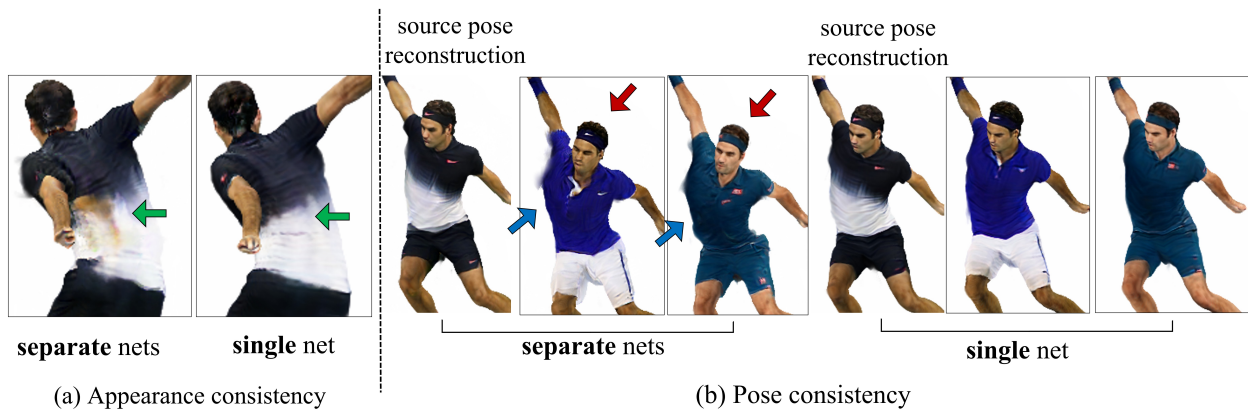 source pose
reconstruction
source pose
reconstruction
separate nets
single net
separate nets
single net
(a) Appearance consistency
(b) Pose consistency